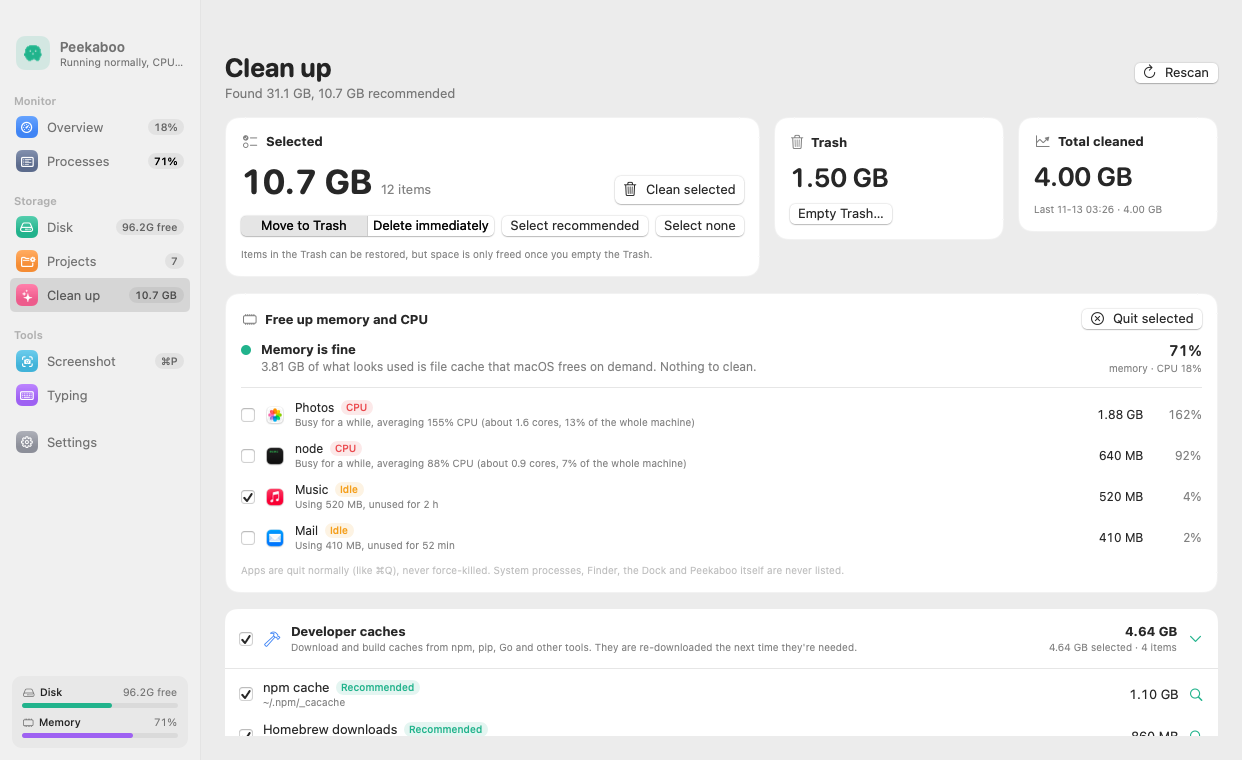 Peekaboo
Running normally, CPU...
Monitor
Overview 18%
Processes 71%
Storage
Disk 96.2G free
Projects 7
Clean up 10.7 GB
Tools
Screenshot ⌘P
Typing
Settings
Disk 96.2G free
Memory 71%
Clean up
Found 31.1 GB, 10.7 GB recommended
Rescan
Selected
10.7 GB 12 items
Clean selected
Move to Trash Delete immediately Select recommended Select none
Items in the Trash can be restored, but space is only freed once you empty the Trash.
Trash
1.50 GB
Empty Trash...
Total cleaned
4.00 GB
Last 11-13 03:26 · 4.00 GB
Free up memory and CPU
Quit selected
Memory is fine 71%
3.81 GB of what looks used is file cache that macOS frees on demand. Nothing to clean. memory · CPU 18%
Photos CPU
Busy for a while, averaging 155% CPU (about 1.6 cores, 13% of the whole machine)
1.88 GB 162%
node CPU
Busy for a while, averaging 88% CPU (about 0.9 cores, 7% of the whole machine)
640 MB 92%
Music Idle
Using 520 MB, unused for 2 h
520 MB 4%
Mail Idle
Using 410 MB, unused for 52 min
410 MB 2%
Apps are quit normally (like ⌘Q), never force-killed. System processes, Finder, the Dock and Peekaboo itself are never listed.
Developer caches 4.64 GB
Download and build caches from npm, pip, Go and other tools. They are re-downloaded the next time they're needed. 4.64 GB selected · 4 items
npm cache Recommended
~/.npm/_cacache
1.10 GB
Homebrew downloads Recommended
860 MB